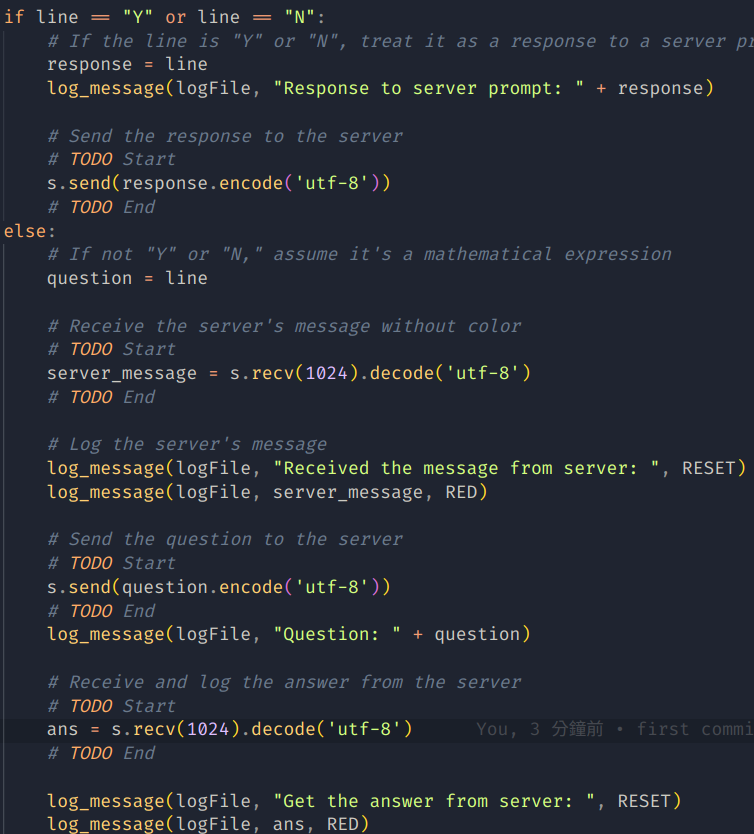 if line == "Y" or line == "N":
    # If the line is "Y" or "N", treat it as a response to a server
    response = line
    log_message(logFile, "Response to server prompt: " + response)

    # Send the response to the server
    # TODO Start
    s.send(response.encode('utf-8'))
    # TODO End
else:
    # If not "Y" or "N," assume it's a mathematical expression
    question = line

    # Receive the server's message without color
    # TODO Start
    server_message = s.recv(1024).decode('utf-8')
    # TODO End

    # Log the server's message
    log_message(logFile, "Received the message from server: ", RESET)
    log_message(logFile, server_message, RED)

    # Send the question to the server
    # TODO Start
    s.send(question.encode('utf-8'))
    # TODO End
    log_message(logFile, "Question: " + question)

    # Receive and log the answer from the server
    # TODO Start
    ans = s.recv(1024).decode('utf-8') You, 3 分鐘前 • first commi
    # TODO End

    log_message(logFile, "Get the answer from server: ", RESET)
    log_message(logFile, ans, RED)